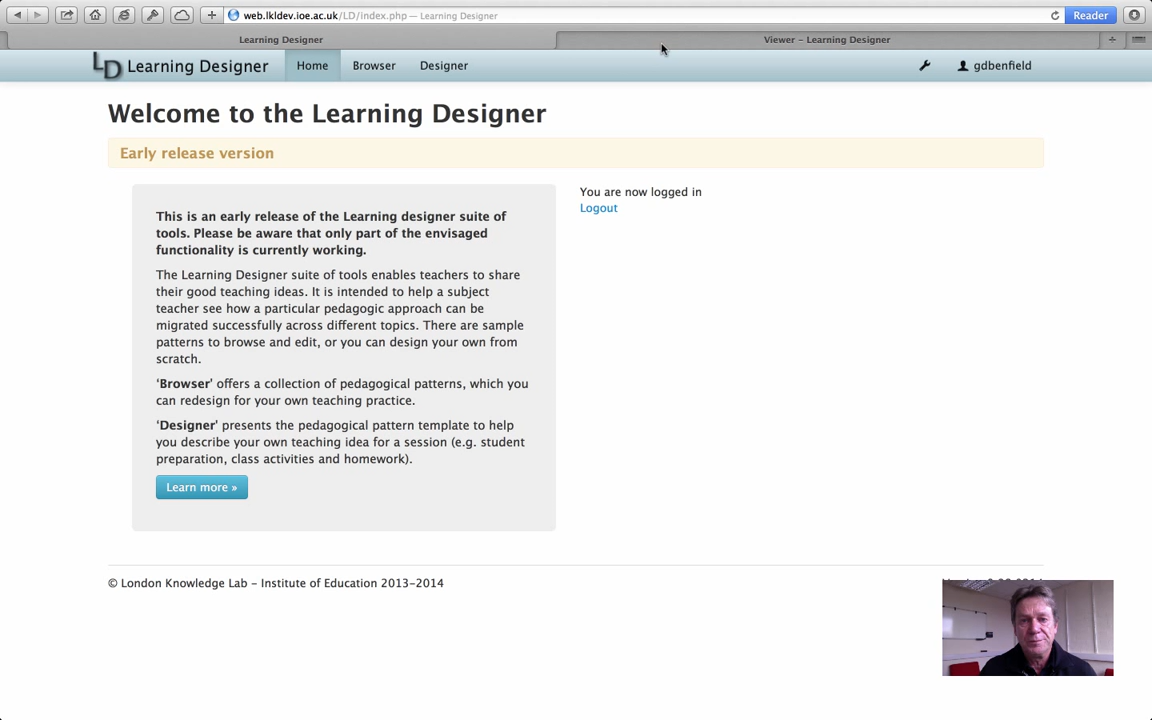 web.lkldev.ioe.ac.uk/LD/index.php — Learning Designer
Reader
Learning Designer
Viewer – Learning Designer
LD Learning Designer
Home
Browser
Designer
gdbenfield
Welcome to the Learning Designer
Early release version
This is an early release of the Learning designer suite of
tools. Please be aware that only part of the envisaged
functionality is currently working.
The Learning Designer suite of tools enables teachers to share
their good teaching ideas. It is intended to help a subject
teacher see how a particular pedagogic approach can be
migrated successfully across different topics. There are sample
patterns to browse and edit, or you can design your own from
scratch.
‘Browser’ offers a collection of pedagogical patterns, which you
can redesign for your own teaching practice.
‘Designer’ presents the pedagogical pattern template to help
you describe your own teaching idea for a session (e.g. student
preparation, class activities and homework).
Learn more »
You are now logged in
Logout
© London Knowledge Lab – Institute of Education 2013–2014